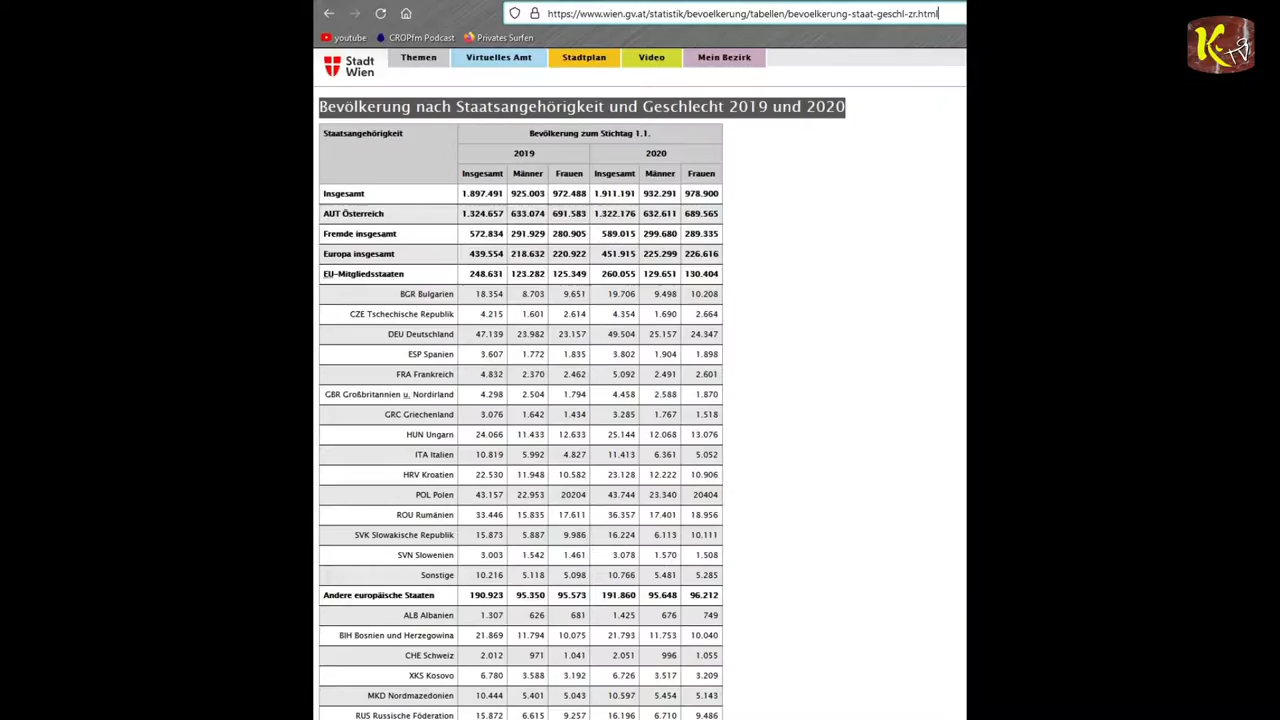 https://www.wien.gv.at/statistik/bevoelkerung/tabellen/bevoelkerung-staat-geschl-zr.html
youtube CROPfm Podcast Privates Surfen
Stadt Wien
Themen Virtuelles Amt Stadtplan Video Mein Bezirk
Bevölkerung nach Staatsangehörigkeit und Geschlecht 2019 und 2020
Staatsangehörigkeit Bevölkerung zum Stichtag 1.1.
2019 2020
Insgesamt Männer Frauen Insgesamt Männer Frauen
Insgesamt 1.897.491 925.003 972.488 1.911.191 932.291 978.900
AUT Österreich 1.324.657 633.074 691.583 1.322.176 632.611 689.565
Fremde insgesamt 572.834 291.929 280.905 589.015 299.680 289.335
Europa insgesamt 439.554 218.632 220.922 451.915 225.299 226.616
EU-Mitgliedsstaaten 248.631 123.282 125.349 260.055 129.651 130.404
BGR Bulgarien 18.354 8.703 9.651 19.706 9.498 10.208
CZE Tschechische Republik 4.215 1.601 2.614 4.354 1.690 2.664
DEU Deutschland 47.139 23.982 23.157 49.504 25.157 24.347
ESP Spanien 3.607 1.772 1.835 3.802 1.904 1.898
FRA Frankreich 4.832 2.370 2.462 5.092 2.491 2.601
GBR Großbritannien u. Nordirland 4.298 2.504 1.794 4.458 2.588 1.870
GRC Griechenland 3.076 1.642 1.434 3.285 1.767 1.518
HUN Ungarn 24.066 11.433 12.633 25.144 12.068 13.076
ITA Italien 10.819 5.992 4.827 11.413 6.361 5.052
HRV Kroatien 22.530 11.948 10.582 23.128 12.222 10.906
POL Polen 43.157 22.953 20204 43.744 23.340 20404
ROU Rumänien 33.446 15.835 17.611 36.357 17.401 18.956
SVK Slowakische Republik 15.873 5.887 9.986 16.224 6.113 10.111
SVN Slowenien 3.003 1.542 1.461 3.078 1.570 1.508
Sonstige 10.216 5.118 5.098 10.766 5.481 5.285
Andere europäische Staaten 190.923 95.350 95.573 191.860 95.648 96.212
ALB Albanien 1.307 626 681 1.425 676 749
BIH Bosnien und Herzegowina 21.869 11.794 10.075 21.793 11.753 10.040
CHE Schweiz 2.012 971 1.041 2.051 996 1.055
XKS Kosovo 6.780 3.588 3.192 6.726 3.517 3.209
MKD Nordmazedonien 10.444 5.401 5.043 10.597 5.454 5.143
RUS Russische Föderation 15.872 6.615 9.257 16.196 6.710 9.486